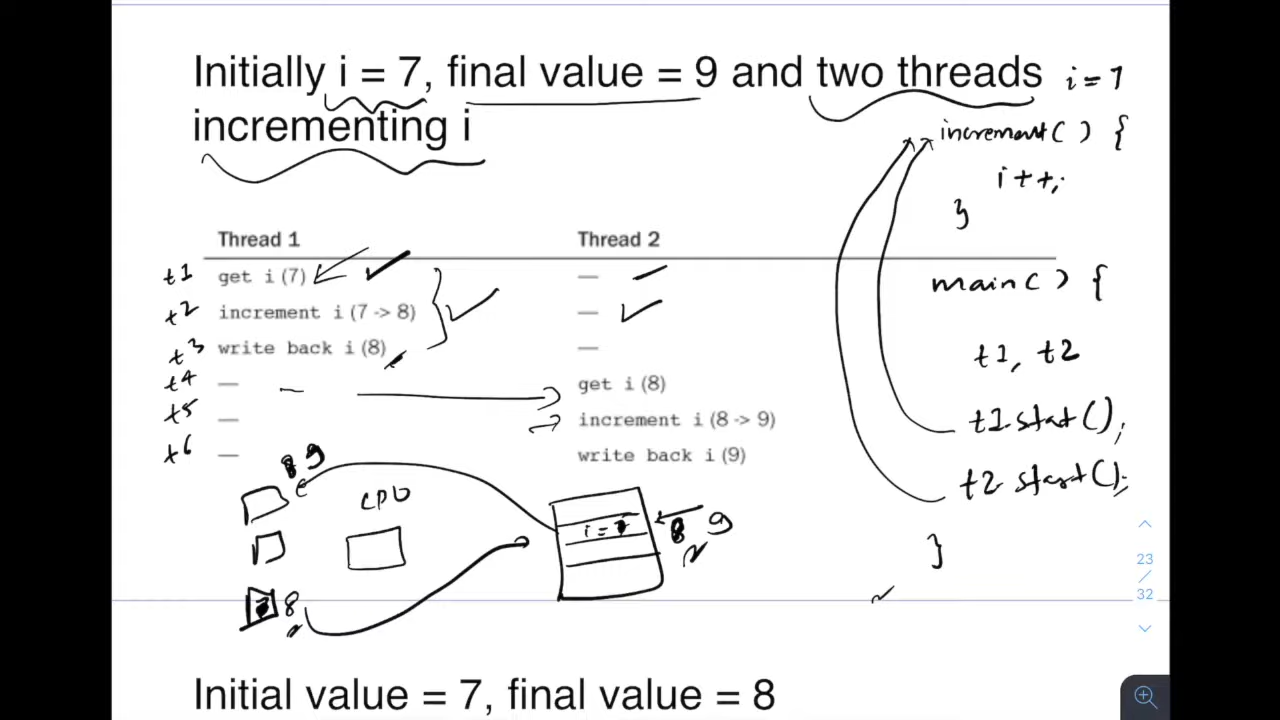 Initially i = 7, final value = 9 and two threads
incrementing i
i = 7
increment( ) {
i++;
}
main( ) {
t1, t2
t1.stat();
t2 start();
}
Thread 1 Thread 2
t1 get i (7) —
t2 increment i (7 -> 8) —
t3 write back i (8) —
t4 — get i (8)
t5 — increment i (8 -> 9)
t6 — write back i (9)
8 9
CPU
i =
8 9
8
23
/
32
Initial value = 7, final value = 8